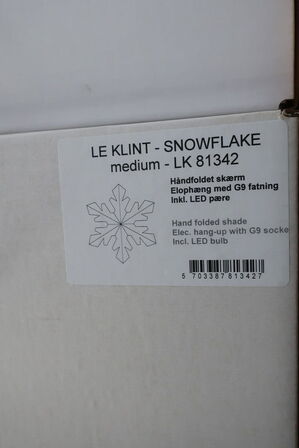 LE KLINT - SNOWFLAKE
medium - LK 81342
Håndfoldet skærm
Elophæng med G9 fatning
Inkl. LED pære
Hand folded shade
Elec. hang-up with G9 socke
Incl. LED bulb
5 703387 813427